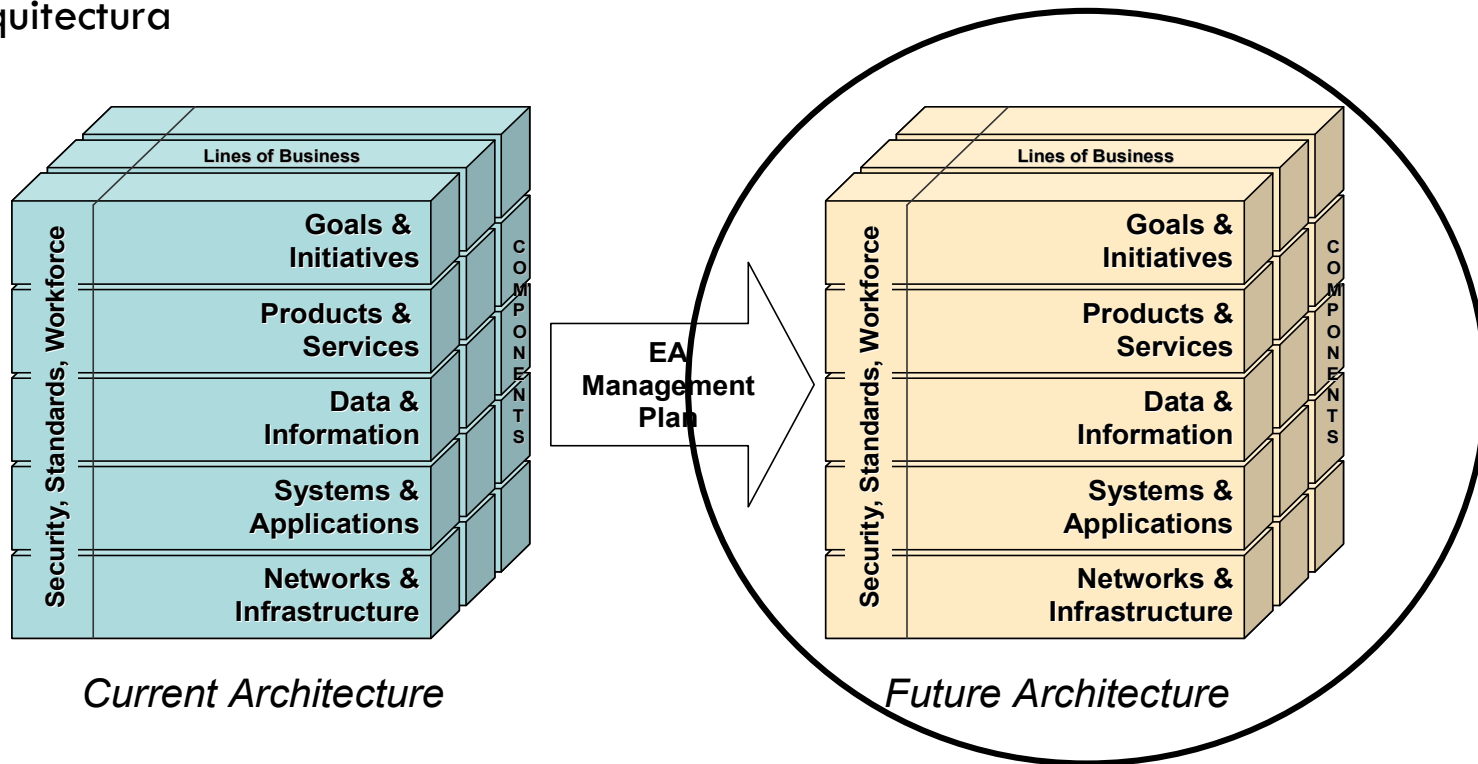 quitectura
Lines of Business
Security, Standards, Workforce
Goals &
Initiatives
Products &
Services
Data &
Information
Systems &
Applications
Networks &
Infrastructure
COMPONENTS
Current Architecture
EA
Management
Plan
Lines of Business
Security, Standards, Workforce
Goals &
Initiatives
Products &
Services
Data &
Information
Systems &
Applications
Networks &
Infrastructure
COMPONENTS
Future Architecture